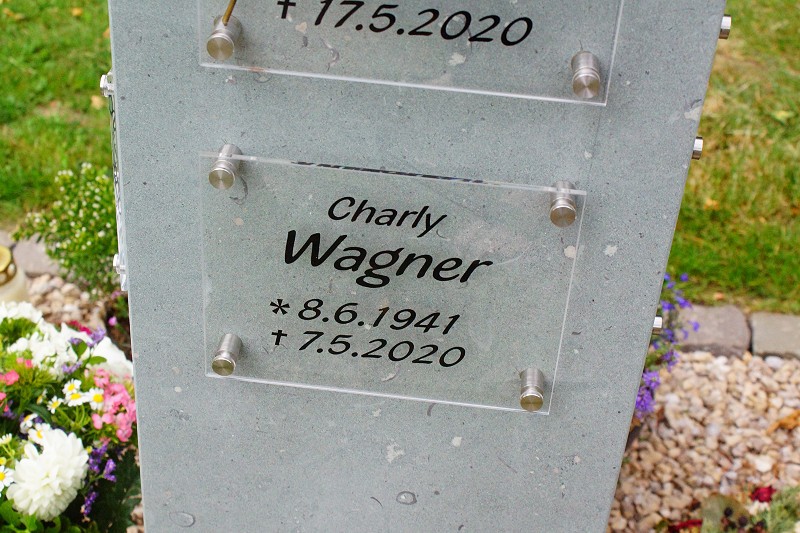 † 17.5.2020
Charly
Wagner
* 8.6.1941
† 7.5.2020